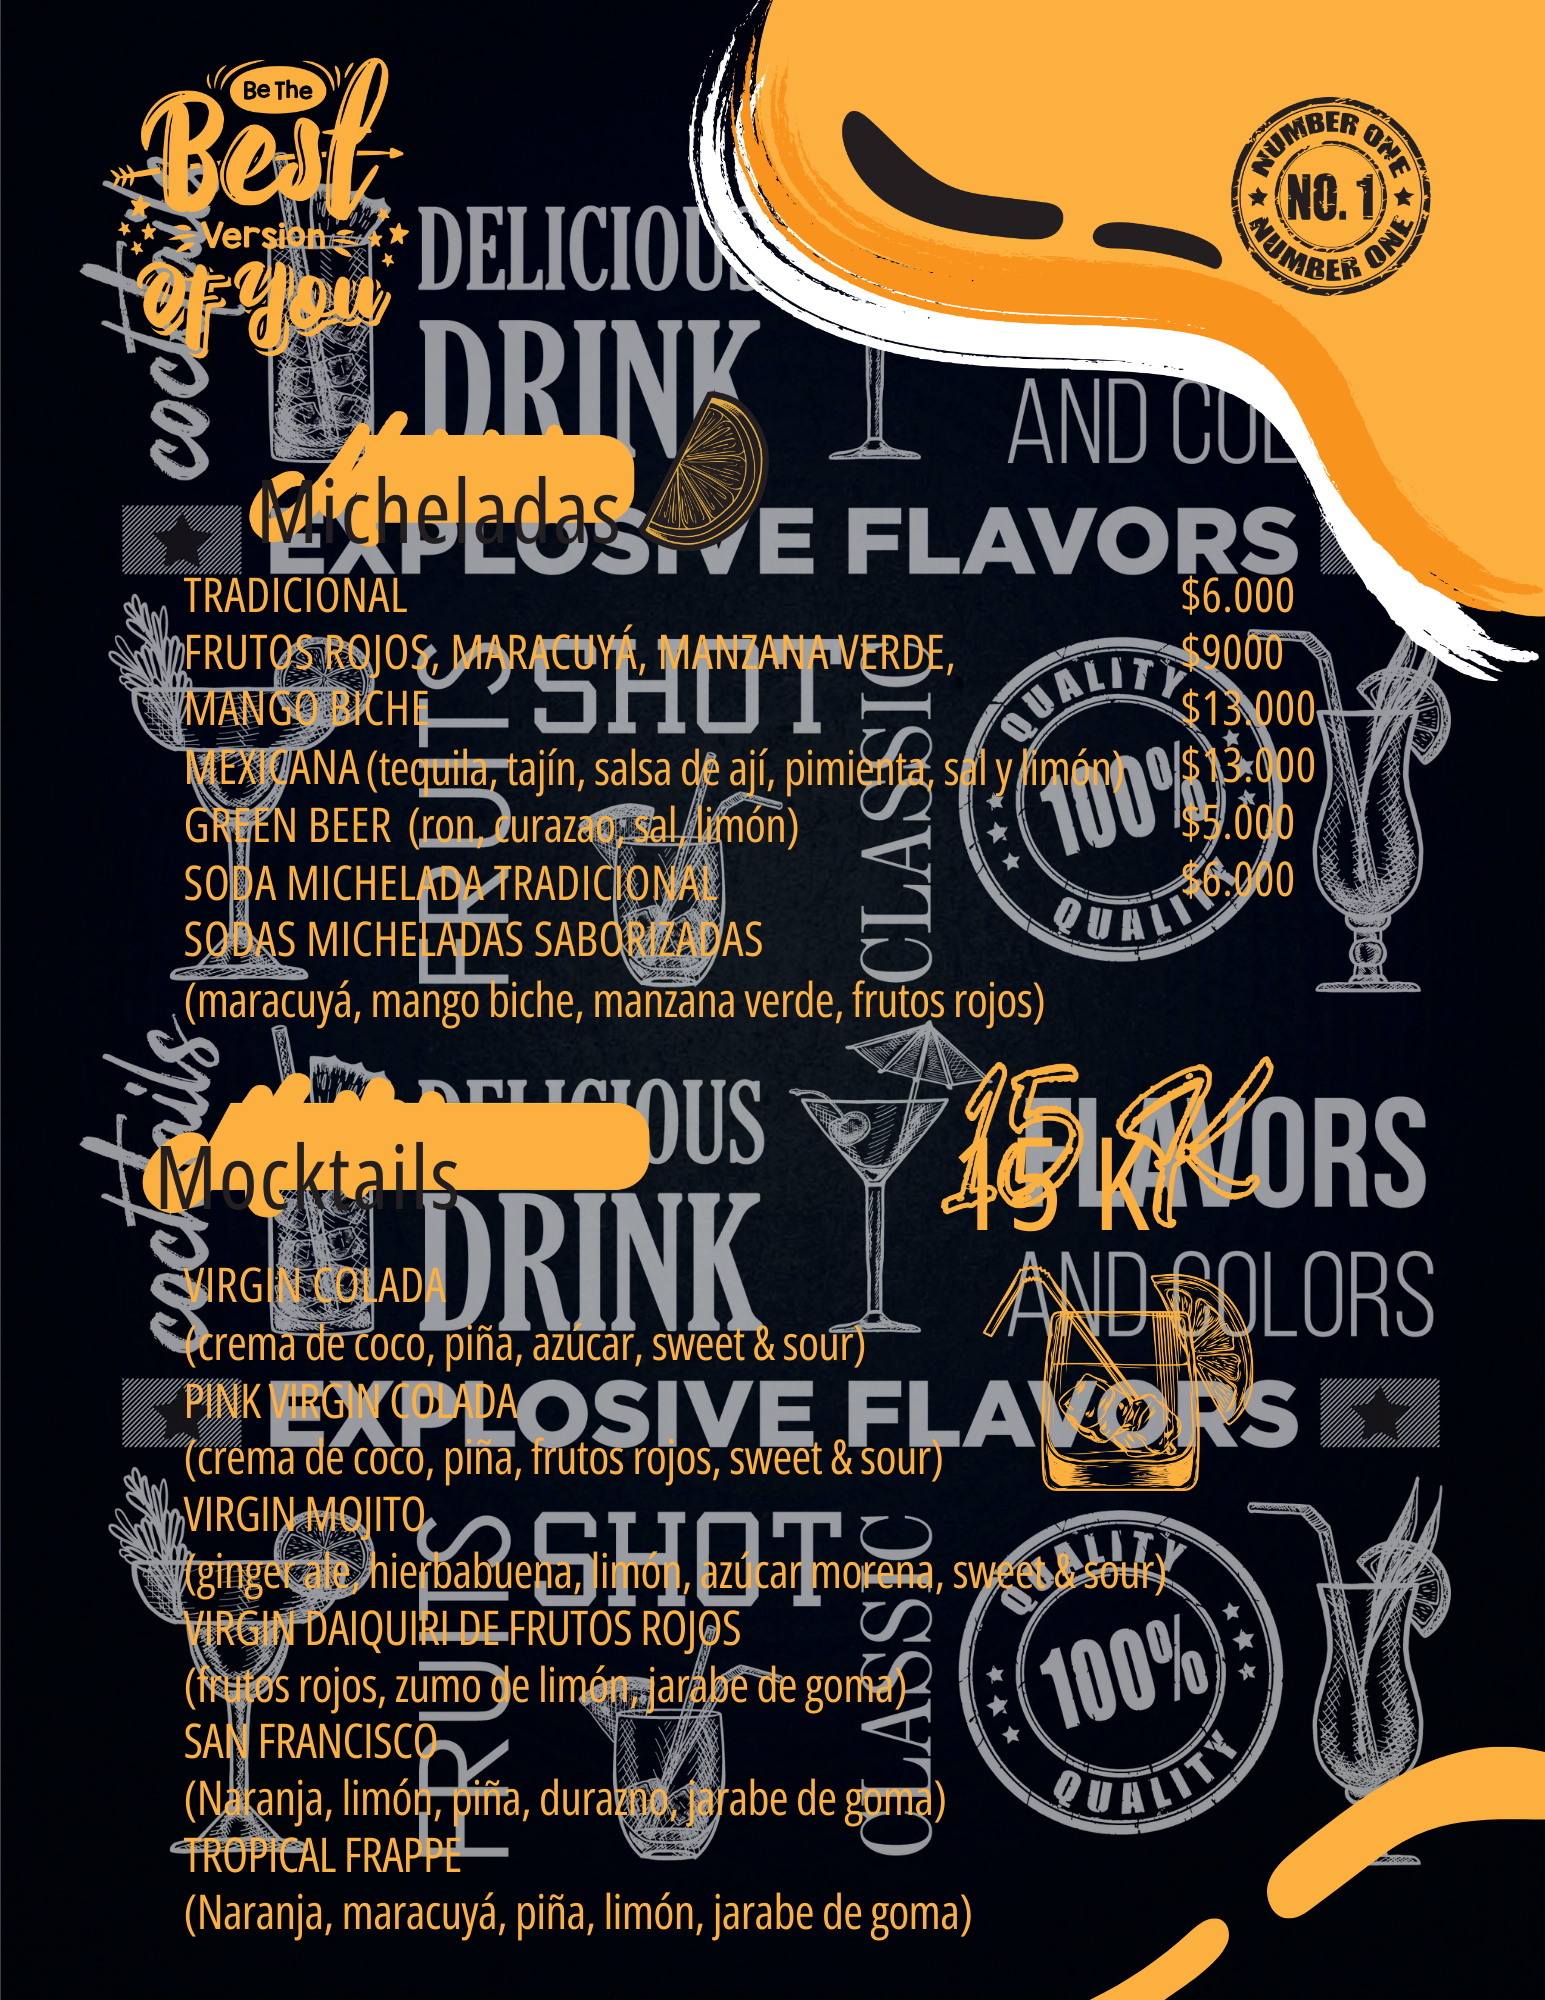 Be The
Best
Version
Of You
NUMBER ONE
NO. 1
NUMBER ONE
cocktails
DELICIOUS
DRINK
AND COL
Micheladas
EXPLOSIVE FLAVORS
TRADICIONAL $6.000
FRUTOS ROJOS, MARACUYÁ, MANZANA VERDE, $9000
MANGO BICHE $13.000
MEXICANA (tequila, tajín, salsa de ají, pimienta, sal y limón) $13.000
GREEN BEER (ron, curazao, sal, limón) $5.000
SODA MICHELADA TRADICIONAL $6.000
SODAS MICHELADAS SABORIZADAS
(maracuyá, mango biche, manzana verde, frutos rojos)
FRUITS
SHOT
CLASSIC
QUALITY
100%
QUALITY
cocktails
DELICIOUS
DRINK
FLAVORS
AND COLORS
Mocktails
15 K
15 K
VIRGIN COLADA
(crema de coco, piña, azúcar, sweet & sour)
EXPLOSIVE FLAVORS
PINK VIRGIN COLADA
(crema de coco, piña, frutos rojos, sweet & sour)
VIRGIN MOJITO
(ginger ale, hierbabuena, limón, azúcar morena, sweet & sour)
VIRGIN DAIQUIRI DE FRUTOS ROJOS
(frutos rojos, zumo de limón, jarabe de goma)
SAN FRANCISCO
(Naranja, limón, piña, durazno, jarabe de goma)
TROPICAL FRAPPE
(Naranja, maracuyá, piña, limón, jarabe de goma)
FRUITS
SHOT
CLASSIC
QUALITY
100%
QUALITY